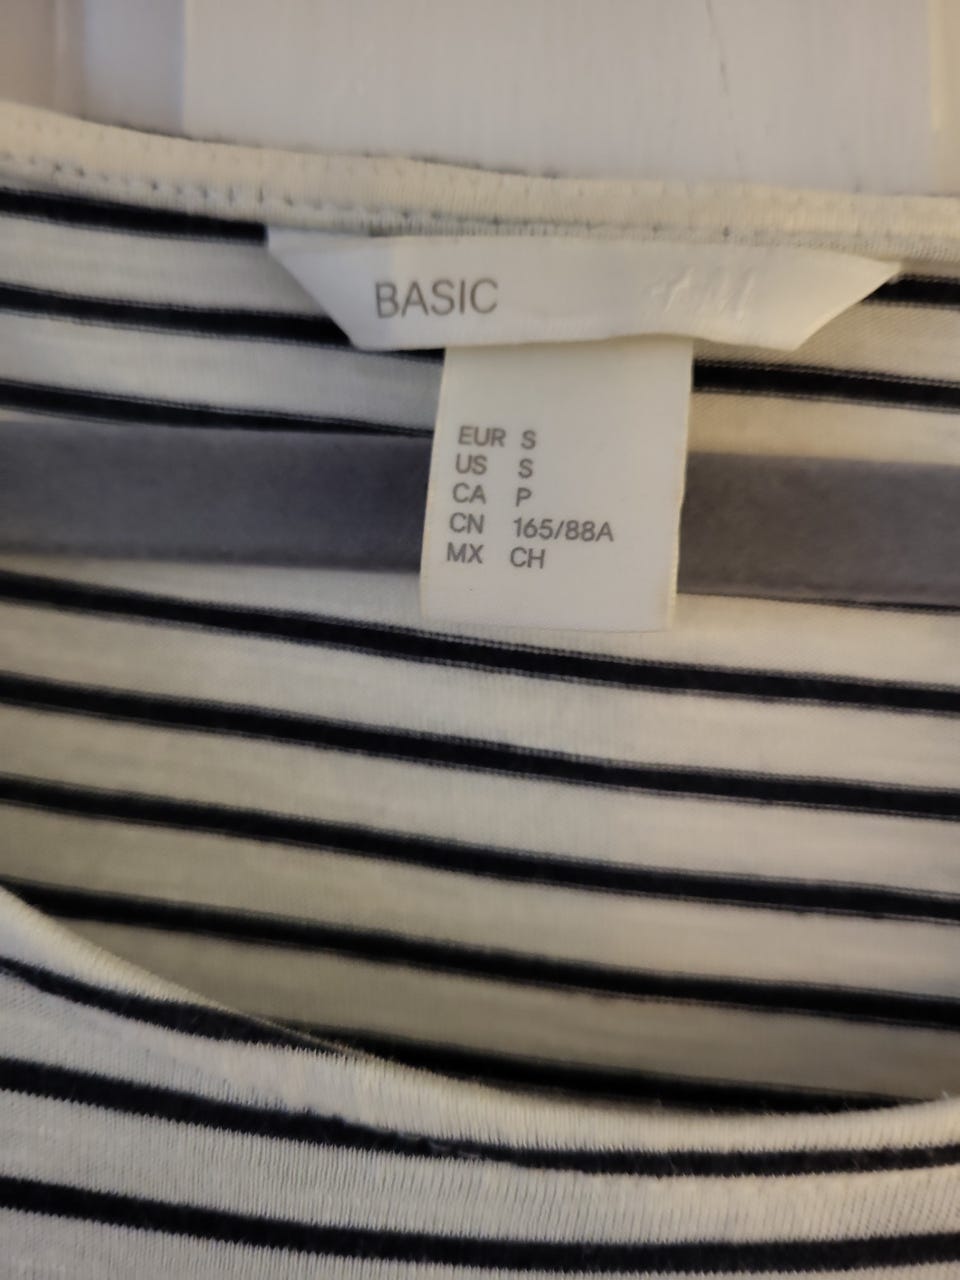 BASIC
EUR S
US S
CA P
CN 165/88A
MX CH